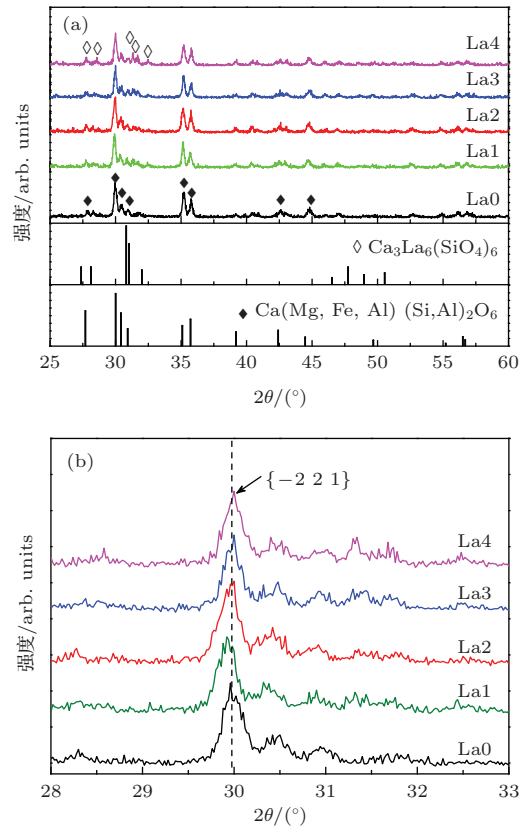 (a)
La4
La3
La2
La1
La0
强度/arb. units
◇ Ca₃La₆(SiO₄)₆
◆ Ca(Mg, Fe, Al) (Si,Al)₂O₆
25 30 35 40 45 50 55 60
2θ/(°)
(b)
{−2 2 1}
La4
La3
La2
La1
La0
强度/arb. units
28 29 30 31 32 33
2θ/(°)